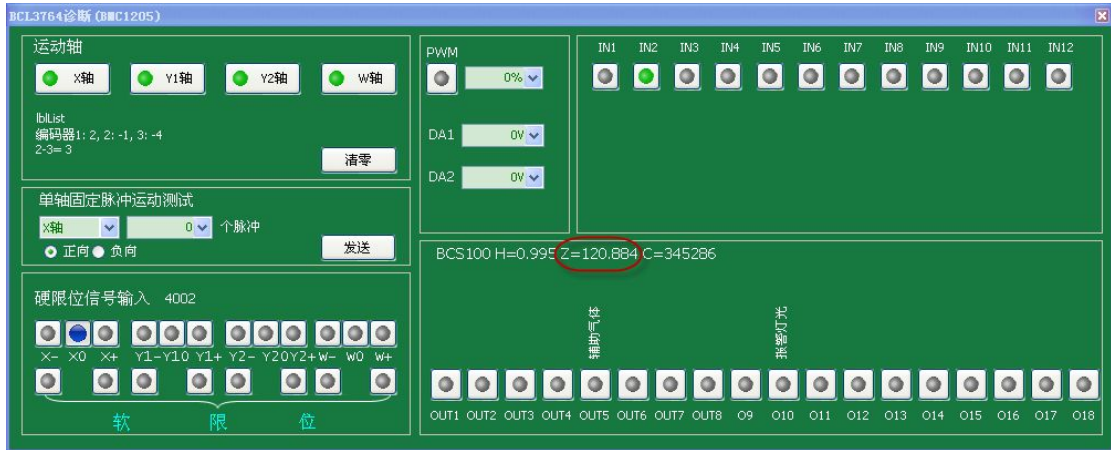 BCL3764诊断 (BMC1205)
运动轴
X轴 Y1轴 Y2轴 W轴
lblList
编码器1: 2, 2: -1, 3: -4
2-3= 3
清零
单轴固定脉冲运动测试
X轴 0 个脉冲
正向 负向
发送
硬限位信号输入 4002
X- X0 X+ Y1- Y10 Y1+ Y2- Y20 Y2+ W- W0 W+
软 限 位
PWM
0%
DA1 0V
DA2 0V
IN1 IN2 IN3 IN4 IN5 IN6 IN7 IN8 IN9 IN10 IN11 IN12
BCS100 H=0.995 Z=120.884 C=345286
辅助气体
报警灯光
OUT1 OUT2 OUT3 OUT4 OUT5 OUT6 OUT7 OUT8 O9 O10 O11 O12 O13 O14 O15 O16 O17 O18